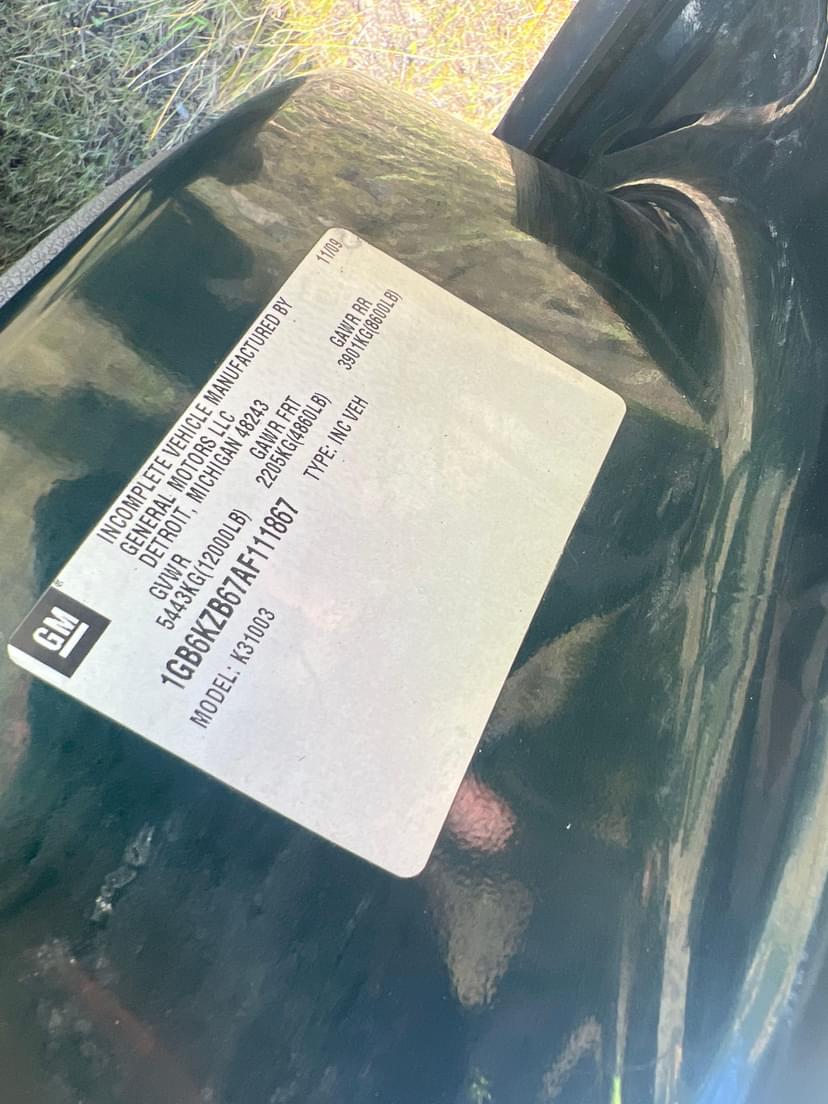 GM
INCOMPLETE VEHICLE MANUFACTURED BY
GENERAL MOTORS LLC
DETROIT, MICHIGAN 48243
11/09
GVWR GAWR FRT GAWR RR
5443KG(12000LB) 2205KG(4860LB) 3901KG(8600LB)
1GB6KZB67AF111867 TYPE: INC VEH
MODEL: K31003